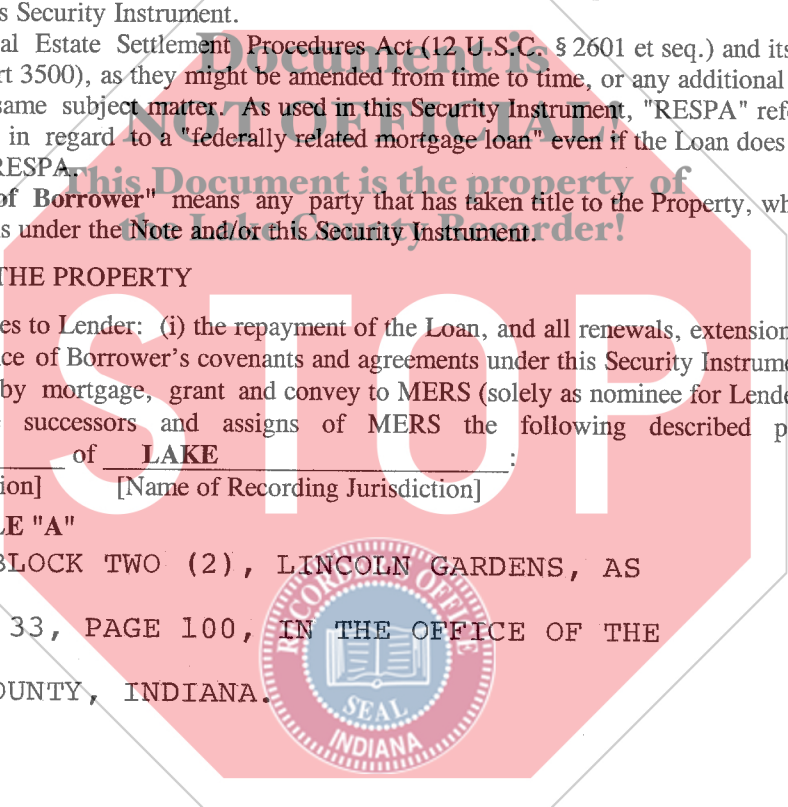 s Security Instrument.
al Estate Settlement Procedures Act (12 U.S.C. § 2601 et seq.) and its
Document is
rt 3500), as they might be amended from time to time, or any additional
same subject matter. As used in this Security Instrument, "RESPA" refe
NOT OFFICIAL!
in regard to a "federally related mortgage loan" even if the Loan does
RESPA.
This Document is the property of
of Borrower" means any party that has taken title to the Property, wh
s under the Note and/or this Security Instrument.
the Lake County Recorder!
THE PROPERTY
es to Lender: (i) the repayment of the Loan, and all renewals, extension
ce of Borrower's covenants and agreements under this Security Instrume
by mortgage, grant and convey to MERS (solely as nominee for Lende
successors and assigns of MERS the following described p
of LAKE :
ion] [Name of Recording Jurisdiction]
STOP
LE "A"
BLOCK TWO (2), LINCOLN GARDENS, AS
33, PAGE 100, IN THE OFFICE OF THE
OUNTY, INDIANA.
RECORDER'S OFFICE
SEAL
INDIANA